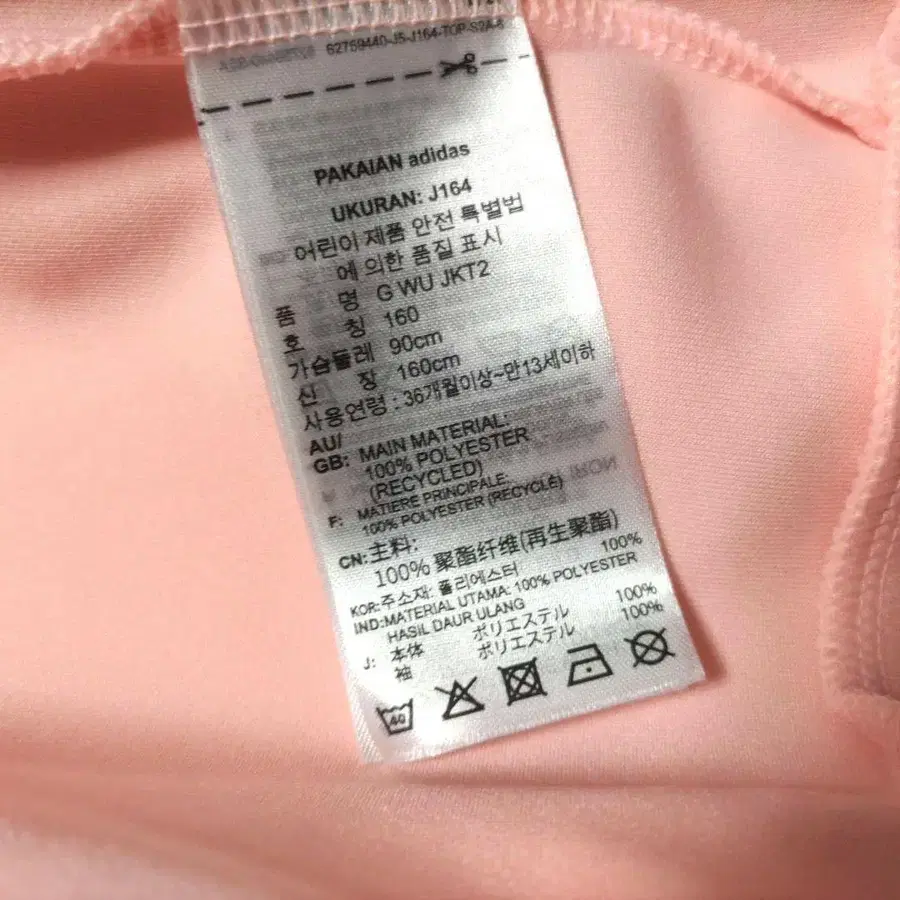 62759440-J5-J164-TOP-S2A-6
PAKAIAN adidas
UKURAN: J164
어린이 제품 안전 특별법
에 의한 품질 표시
품 명 G WU JKT2
호 칭 160
가슴둘레 90cm
신 장 160cm
사용연령 : 36개월이상~만13세이하
AU/
GB: MAIN MATERIAL:
100% POLYESTER
(RECYCLED)
F: MATIERE PRINCIPALE:
100% POLYESTER (RECYCLÉ)
CN: 主料:
100% 聚酯纤维(再生聚酯)
KOR: 주소재: 폴리에스터 100%
IND: MATERIAL UTAMA: 100% POLYESTER
HASIL DAUR ULANG
J: 本体 ポリエステル 100%
袖 ポリエステル 100%
40